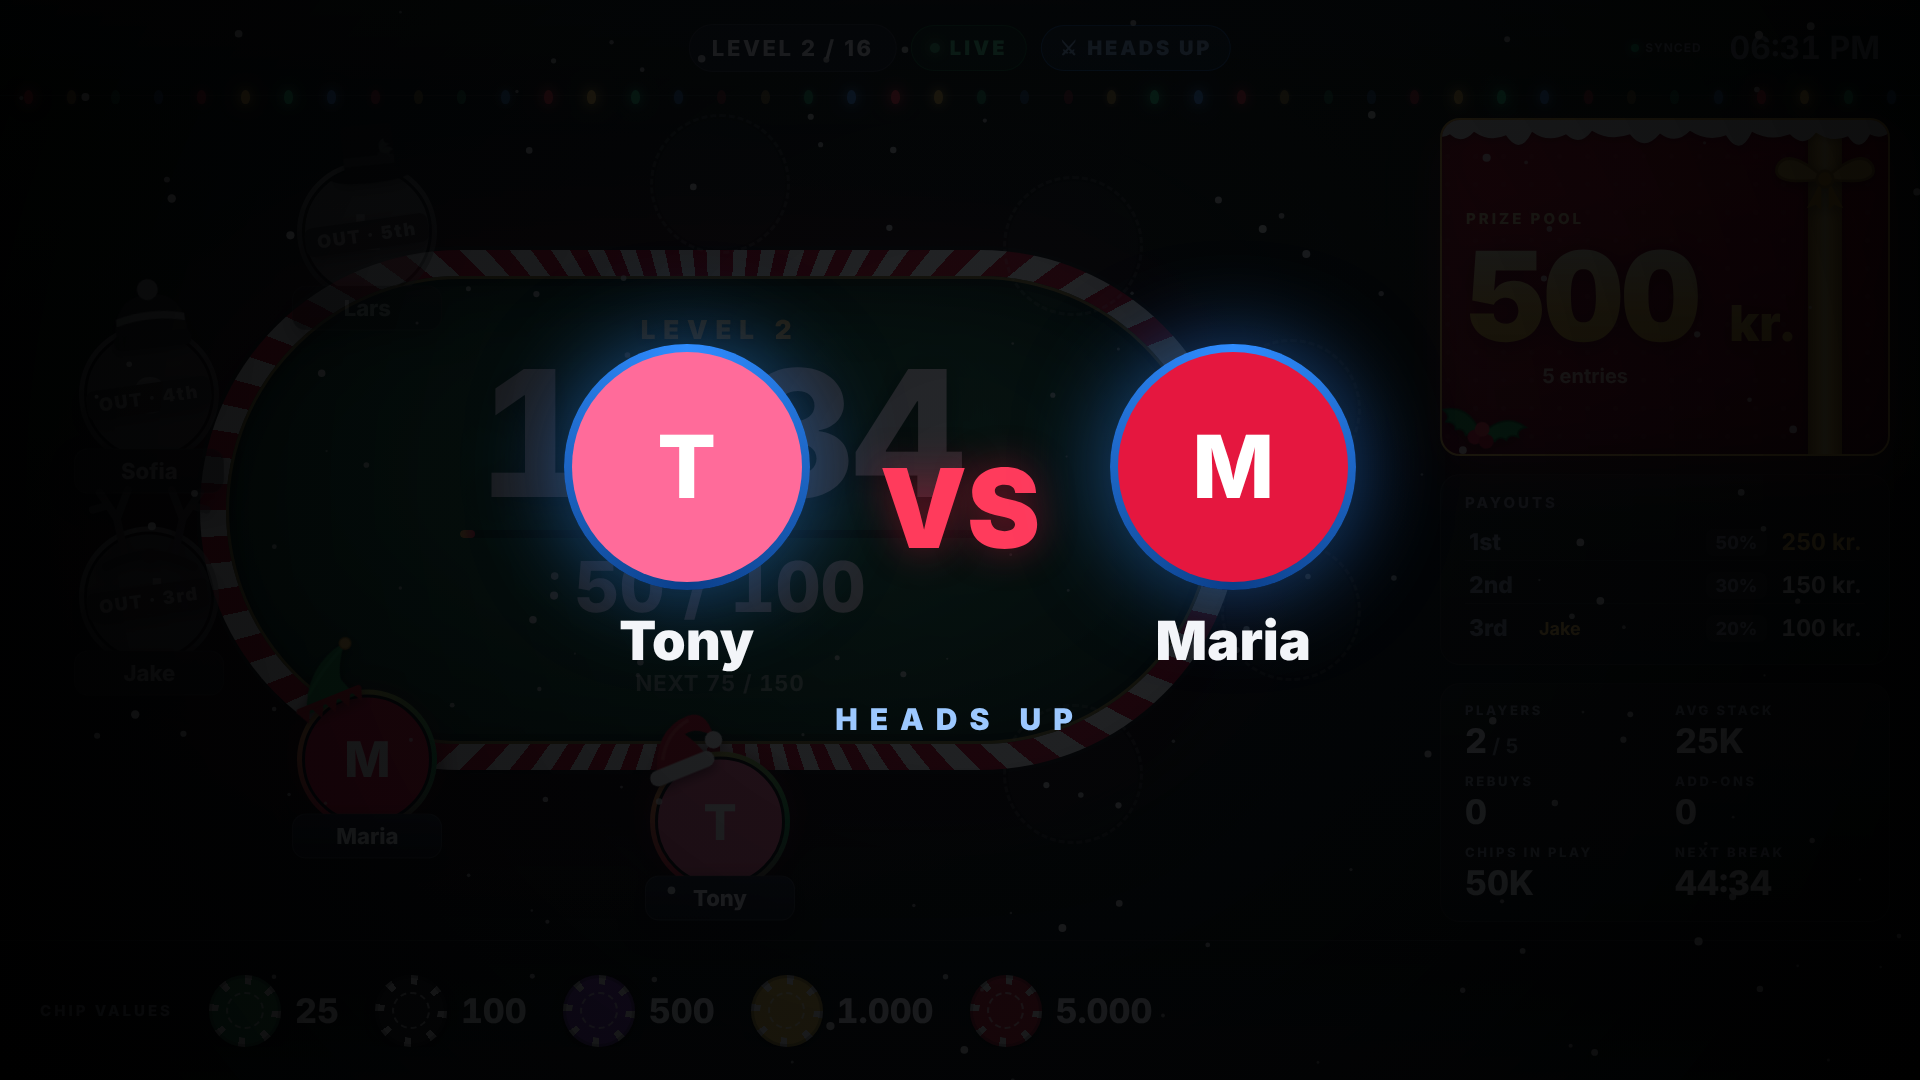 LEVEL 2 / 16
LIVE
⚔ HEADS UP
SYNCED
06:31 PM
OUT · 5th
Lars
OUT · 4th
Sofia
OUT · 3rd
Jake
LEVEL 2
50 / 100
NEXT 75 / 150
T
VS
M
Tony
Maria
HEADS UP
M
Maria
T
Tony
PRIZE POOL
500 kr.
5 entries
PAYOUTS
1st 50% 250 kr.
2nd 30% 150 kr.
3rd Jake 20% 100 kr.
PLAYERS
2 / 5
AVG STACK
25K
REBUYS
0
ADD-ONS
0
CHIPS IN PLAY
50K
NEXT BREAK
44:34
CHIP VALUES
25
100
500
1.000
5.000